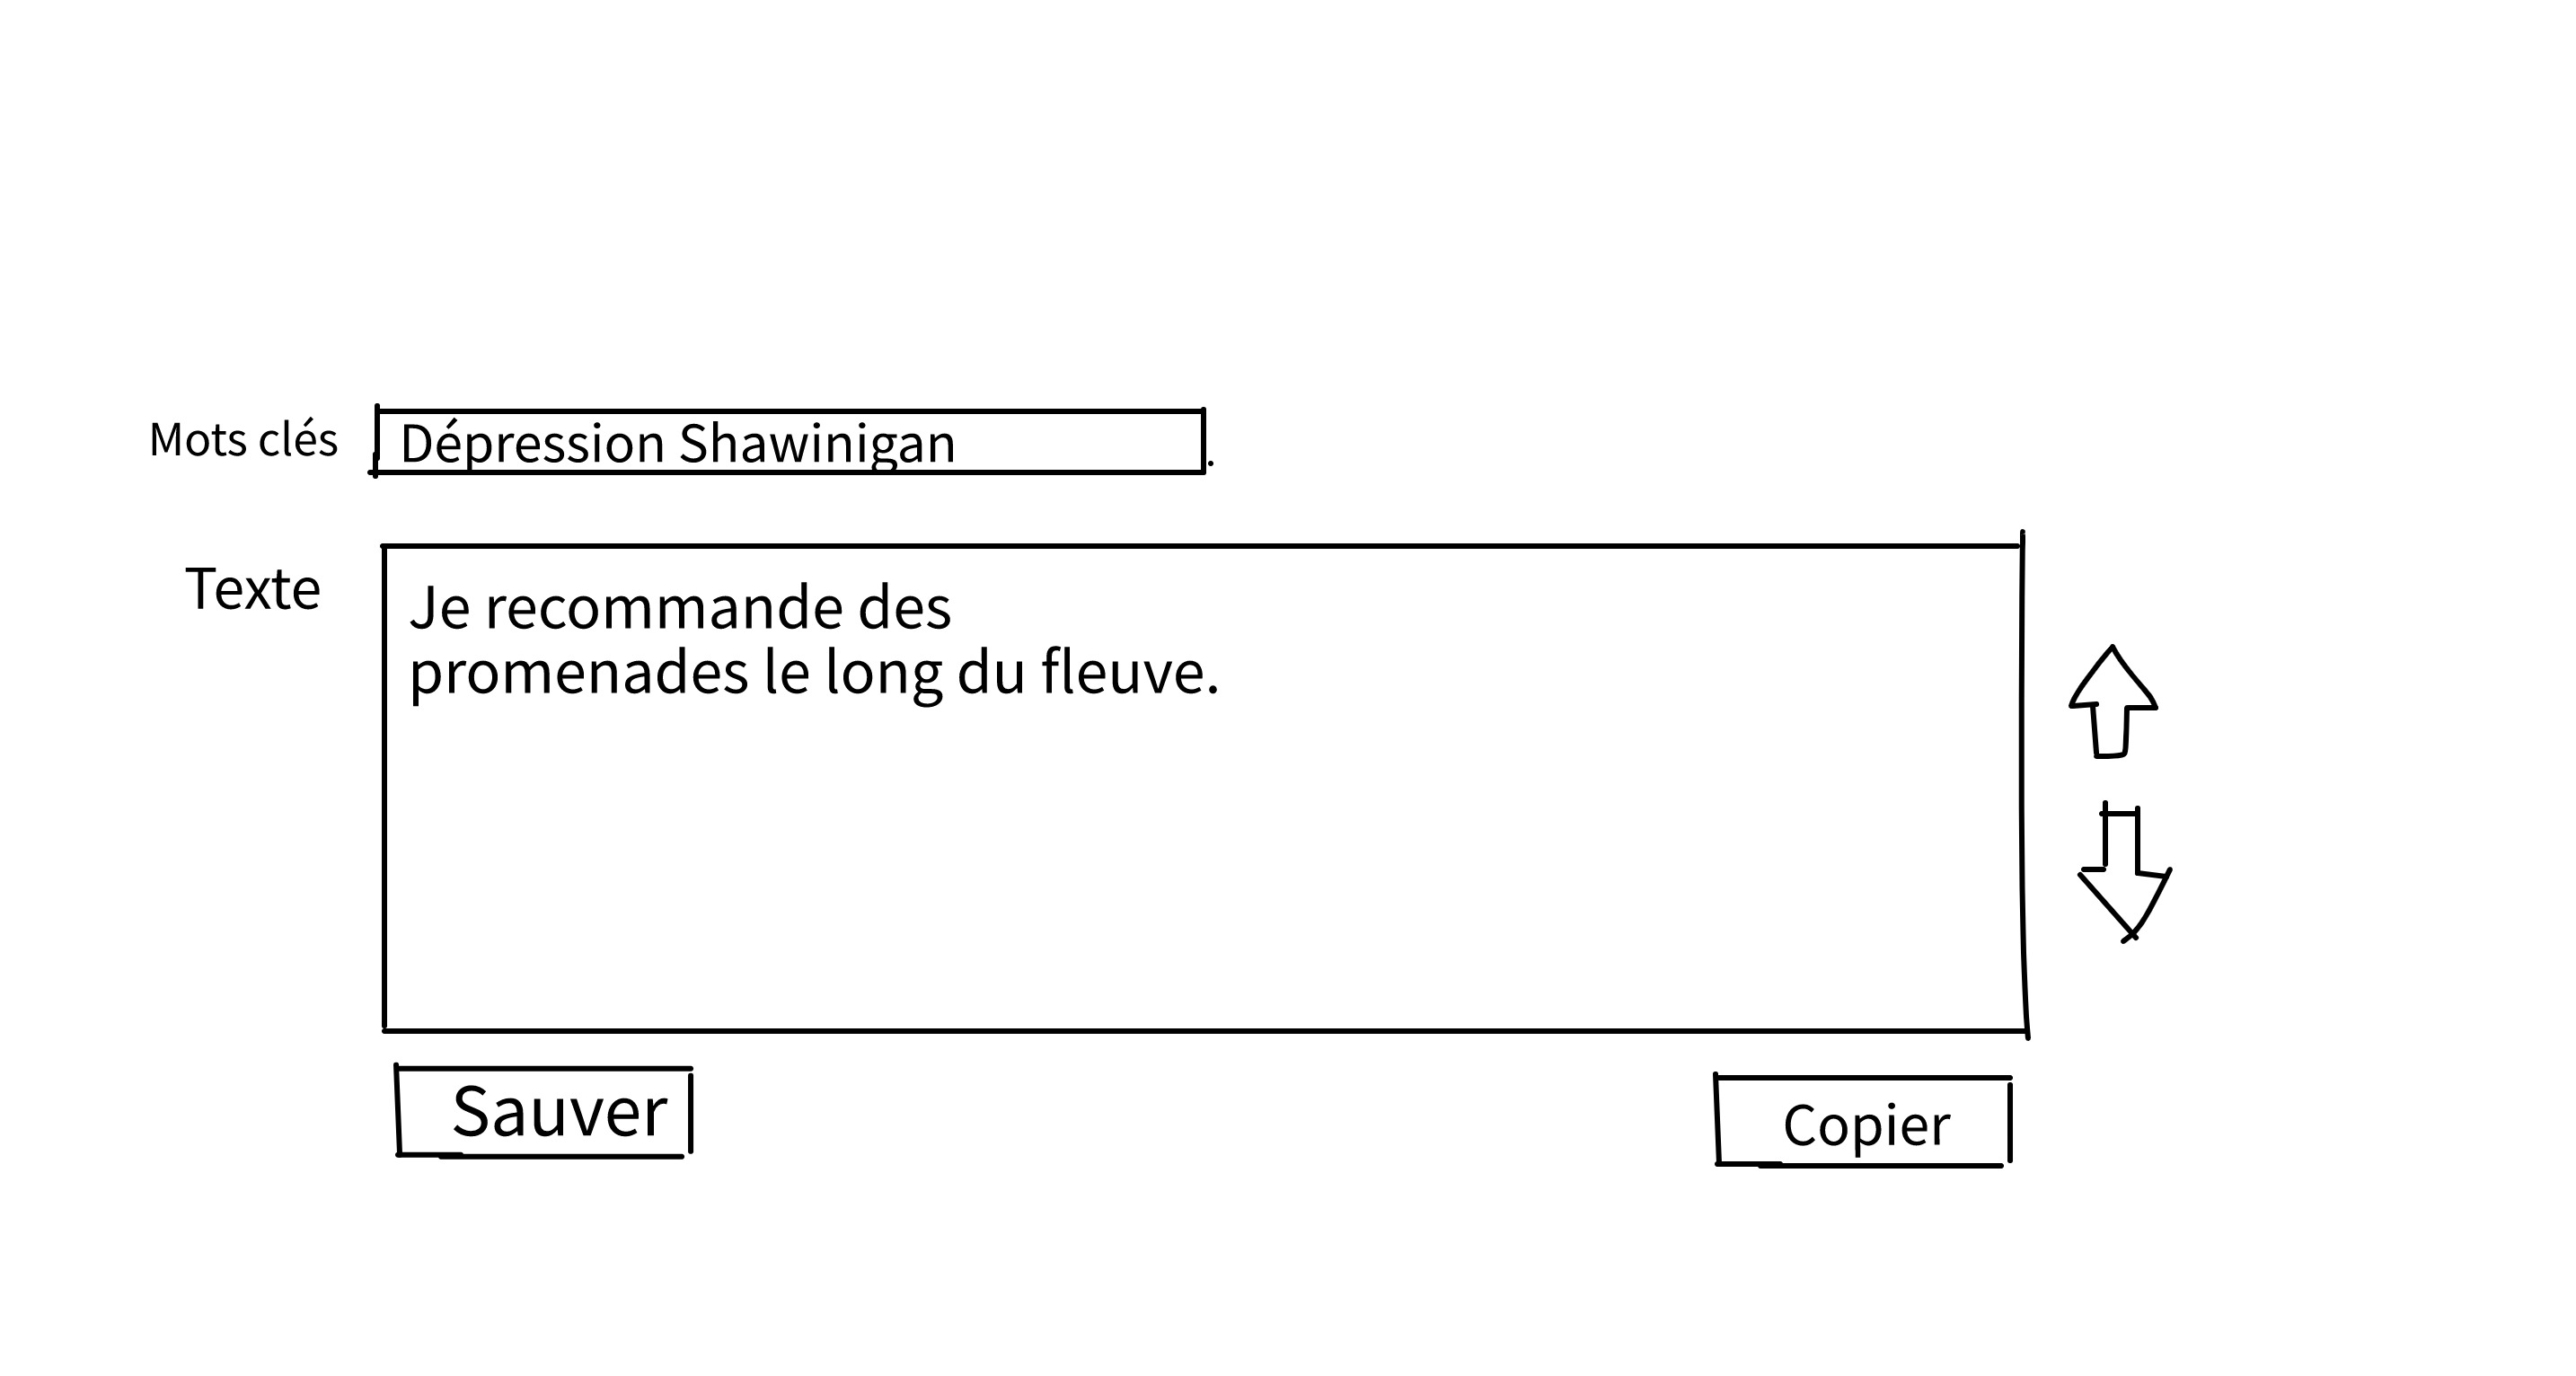 Mots clés
Dépression Shawinigan
.
Texte
Je recommande des
promenades le long du fleuve.
Sauver
Copier